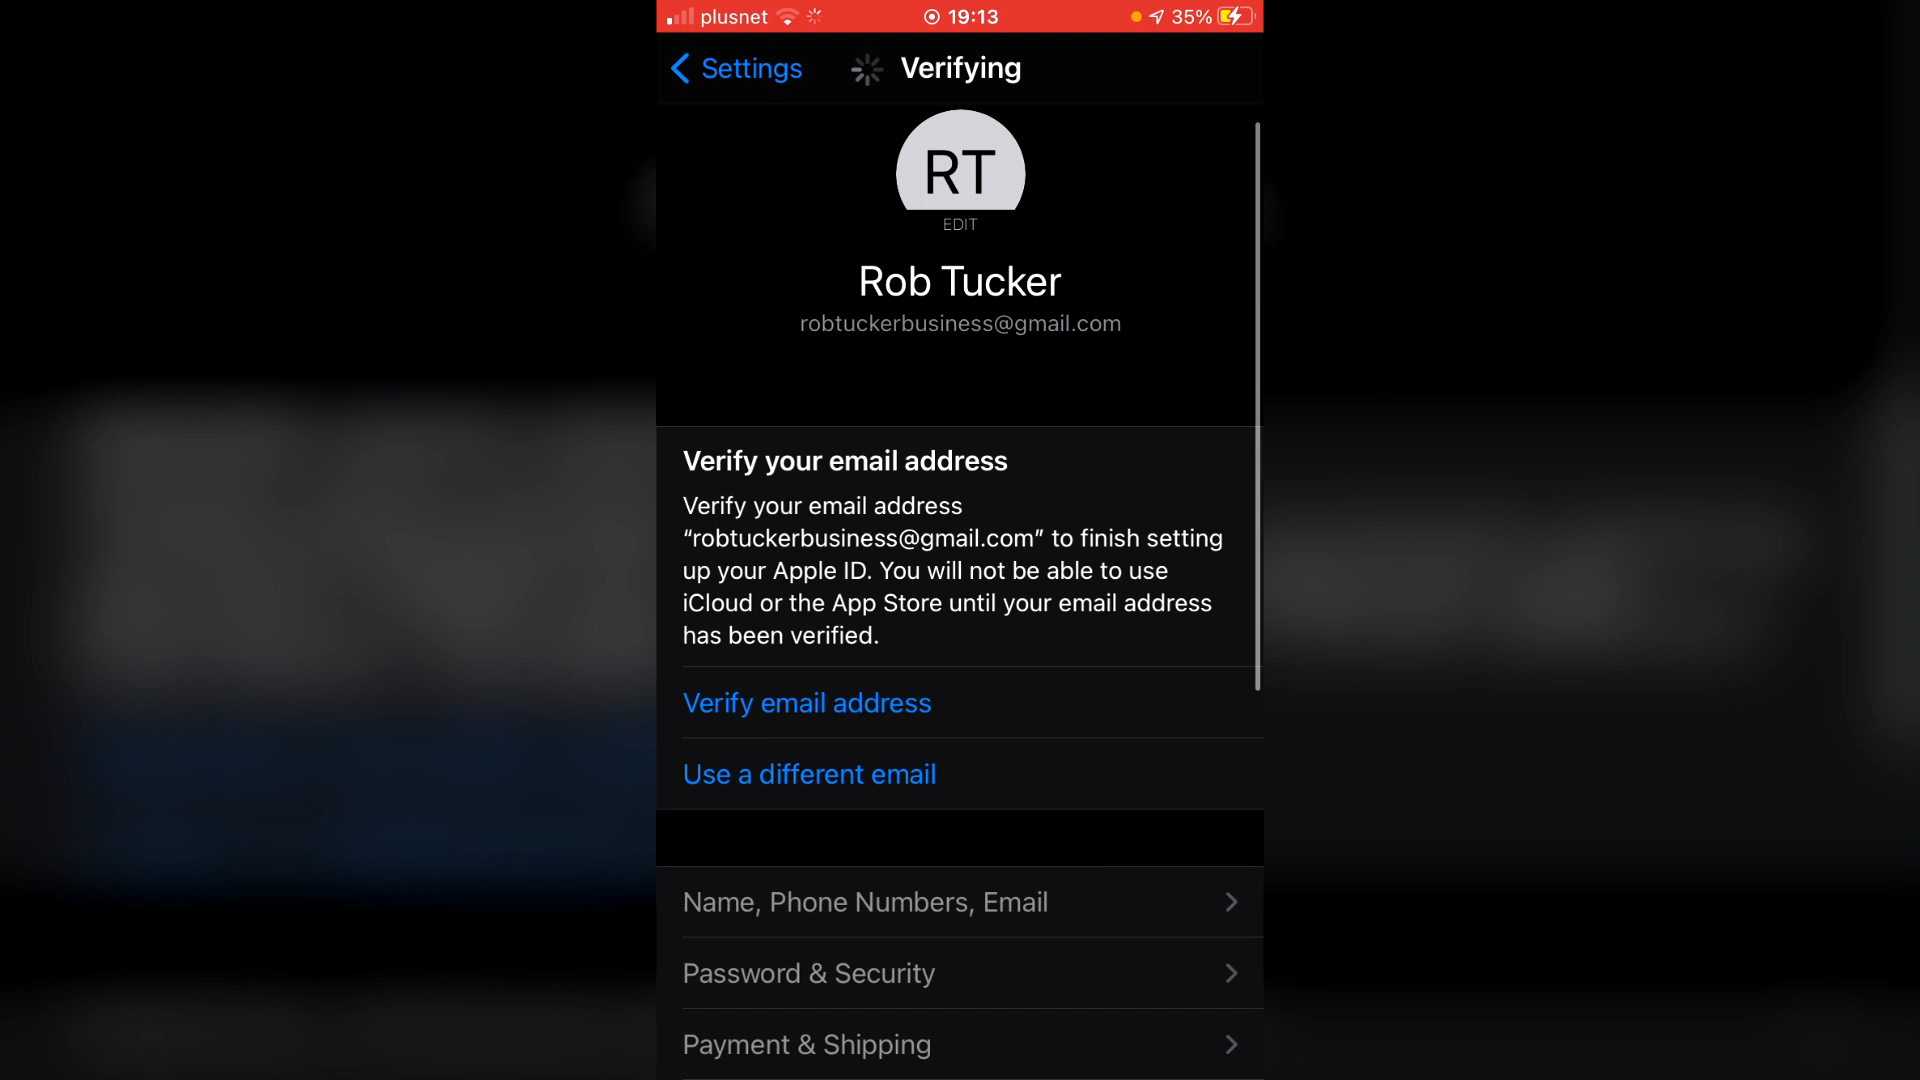 plusnet 19:13 35%
Settings Verifying
RT
EDIT
Rob Tucker
robtuckerbusiness@gmail.com
Verify your email address
Verify your email address
“robtuckerbusiness@gmail.com” to finish setting
up your Apple ID. You will not be able to use
iCloud or the App Store until your email address
has been verified.
Verify email address
Use a different email
Name, Phone Numbers, Email
Password & Security
Payment & Shipping